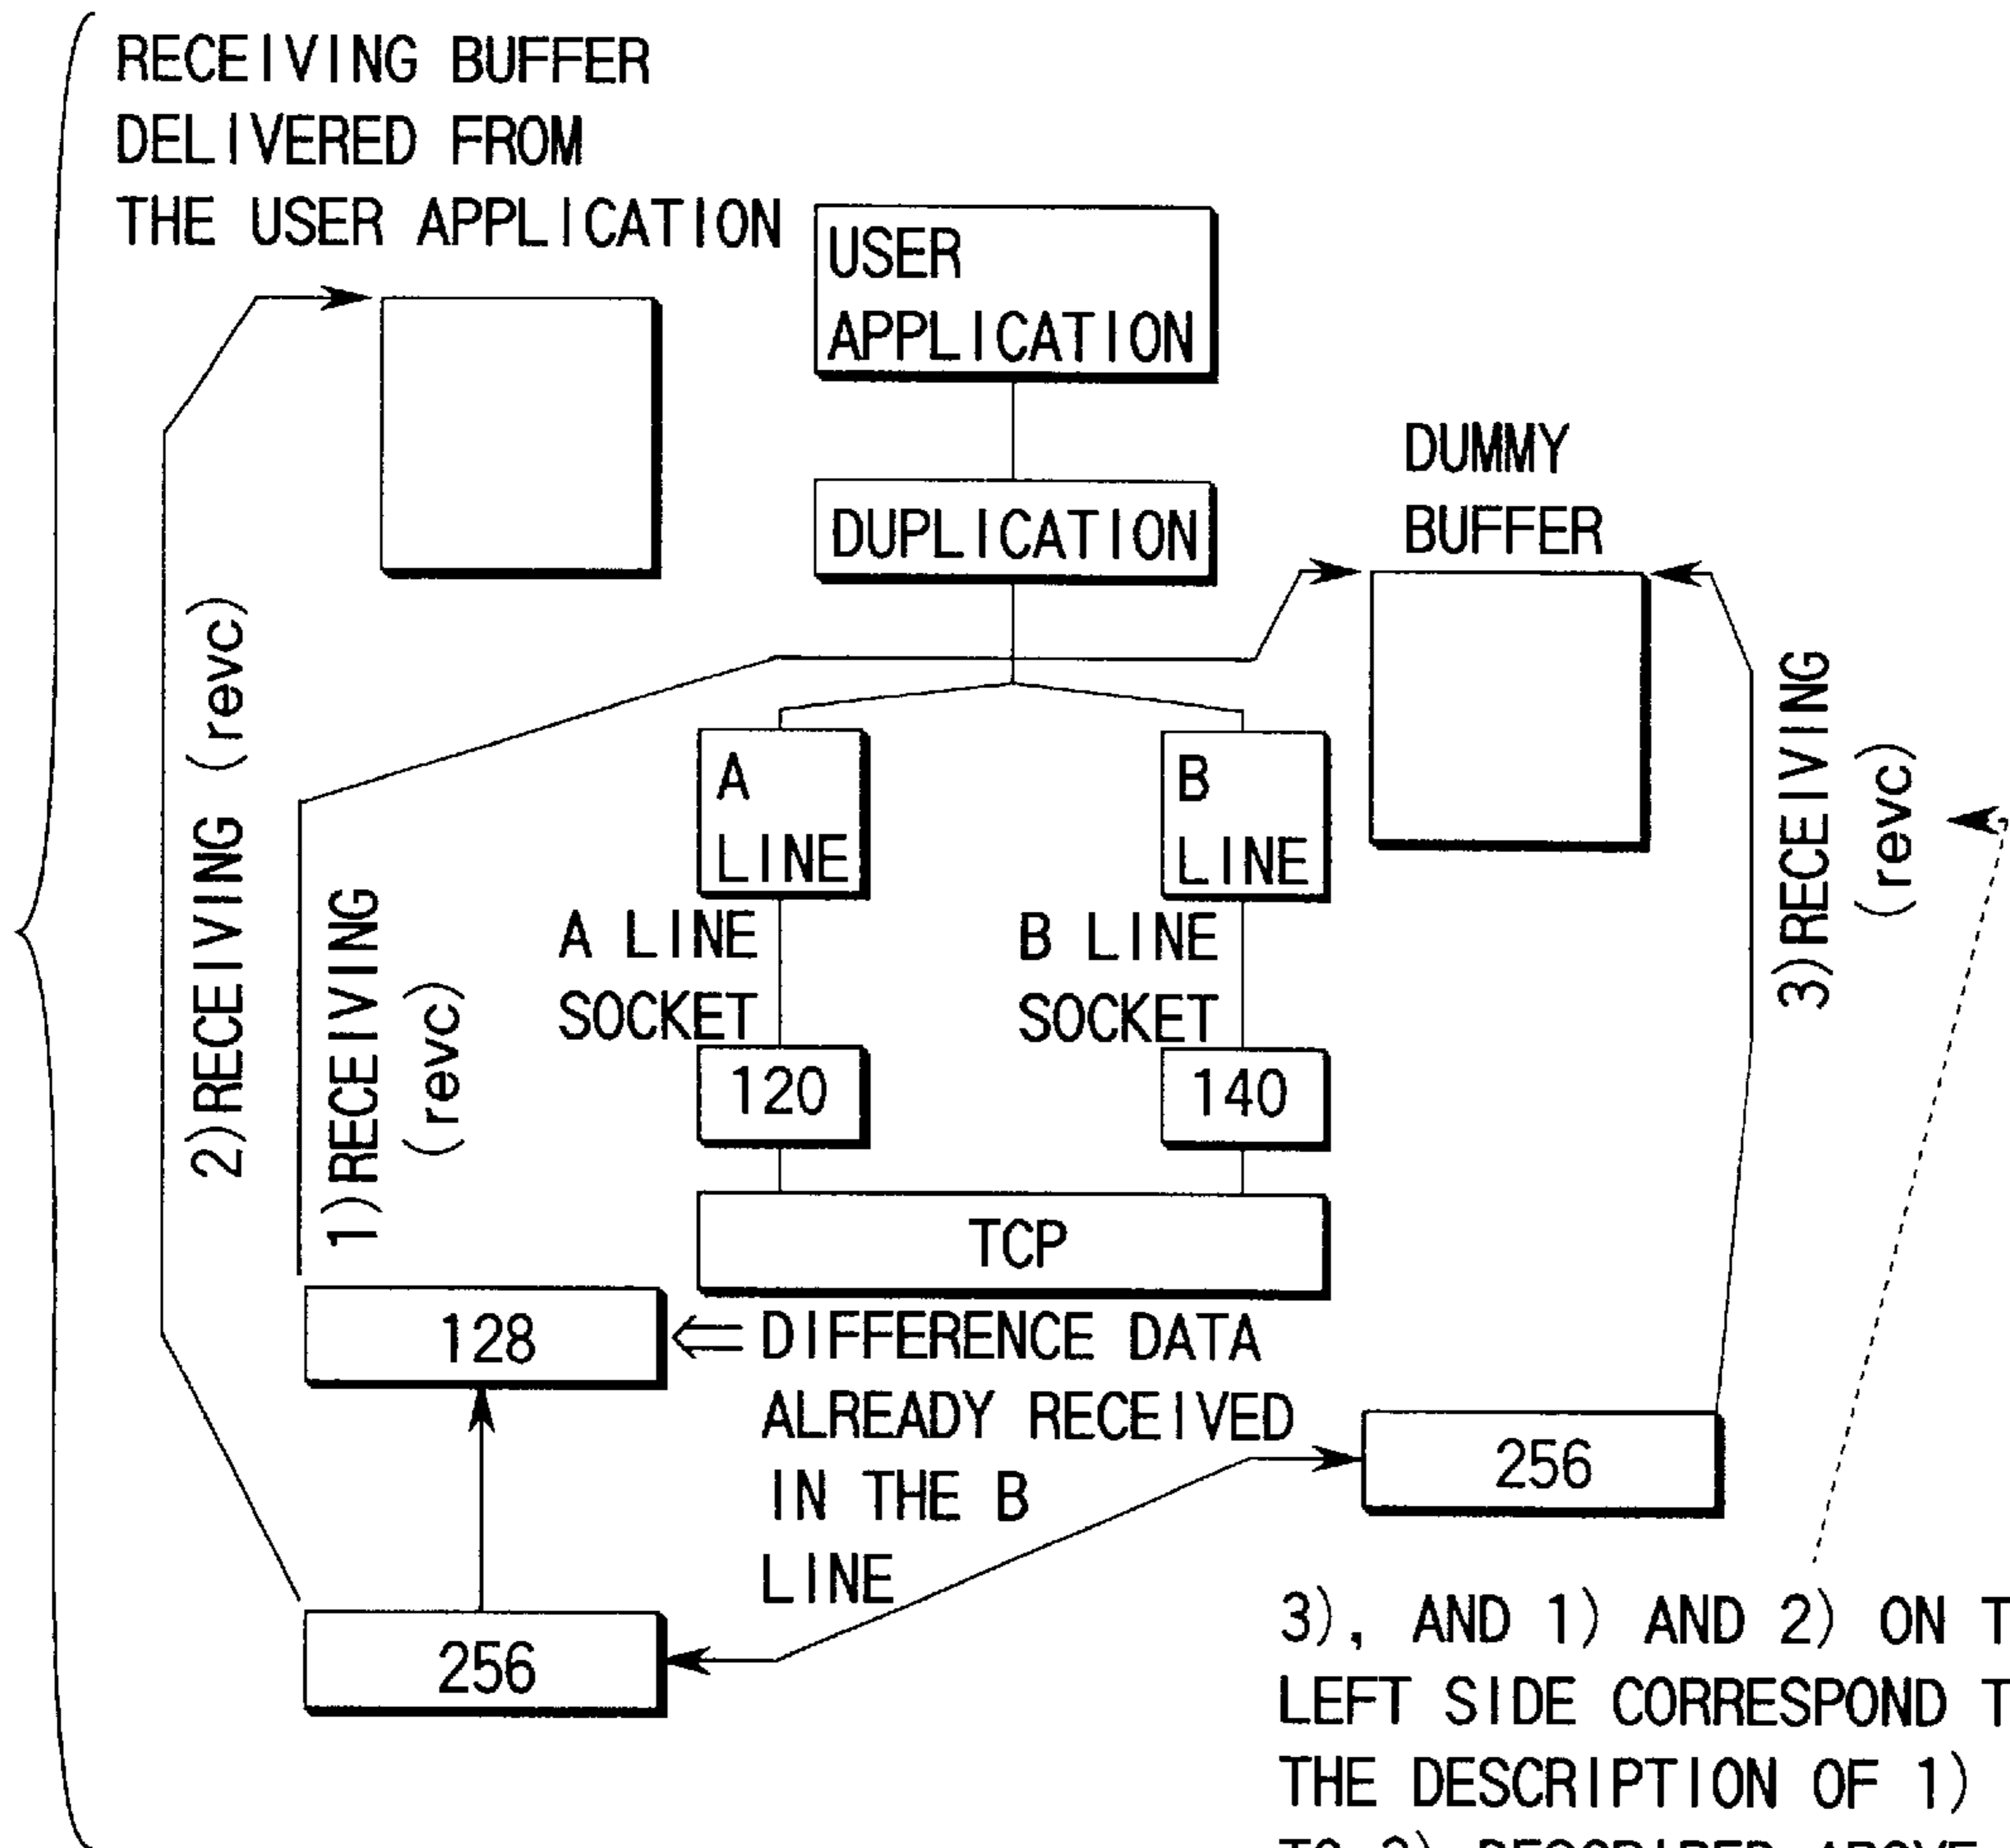 RECEIVING BUFFER
DELIVERED FROM
THE USER APPLICATION
USER
APPLICATION
DUPLICATION
DUMMY
BUFFER
2)RECEIVING (revc)
1)RECEIVING
(revc)
A
LINE
B
LINE
3)RECEIVING
(revc)
A LINE
SOCKET
B LINE
SOCKET
120
140
TCP
128
DIFFERENCE DATA
ALREADY RECEIVED
IN THE B
LINE
256
256
3), AND 1) AND 2) ON T
LEFT SIDE CORRESPOND T
THE DESCRIPTION OF 1)
DESCRIBED ABOVE